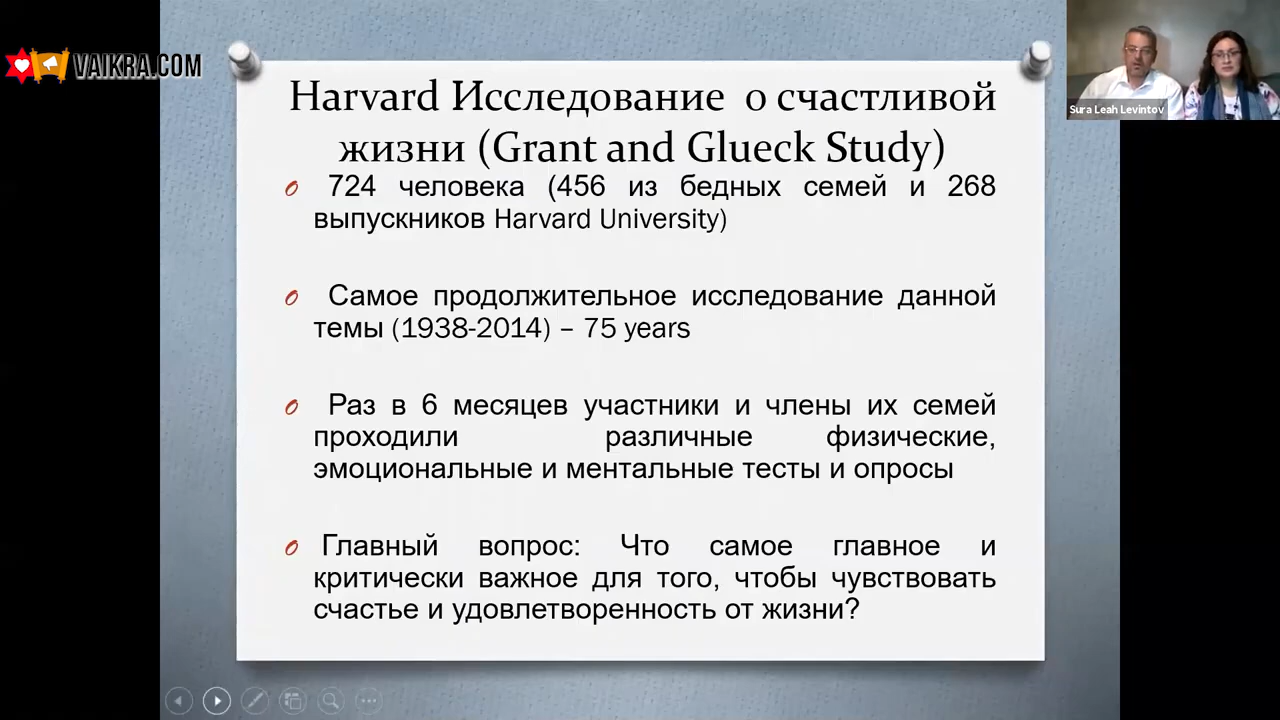 VAIKRA.COM
Sura Leah Levintov
Harvard Исследование о счастливой
жизни (Grant and Glueck Study)
724 человека (456 из бедных семей и 268
выпускников Harvard University)
Самое продолжительное исследование данной
темы (1938-2014) – 75 years
Раз в 6 месяцев участники и члены их семей
проходили различные физические,
эмоциональные и ментальные тесты и опросы
Главный вопрос: Что самое главное и
критически важное для того, чтобы чувствовать
счастье и удовлетворенность от жизни?